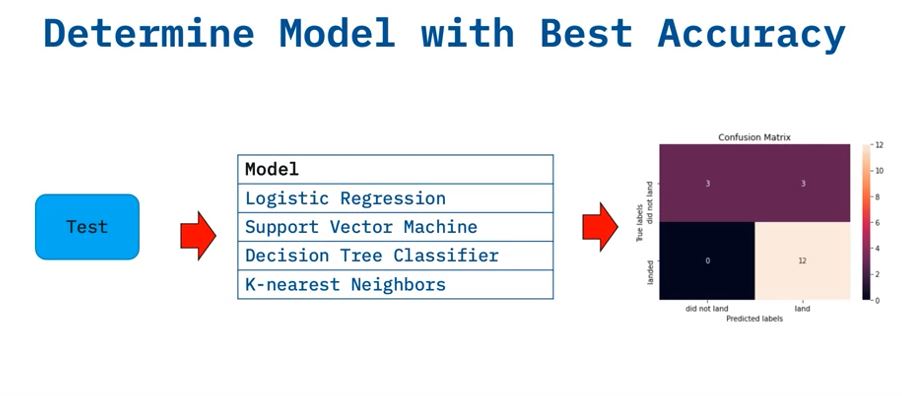 Determine Model with Best Accuracy
Test
Model
Logistic Regression
Support Vector Machine
Decision Tree Classifier
K-nearest Neighbors
Confusion Matrix
True labels
did not land
landed
3
3
0
12
did not land
land
Predicted labels
12
10
8
6
4
2
0